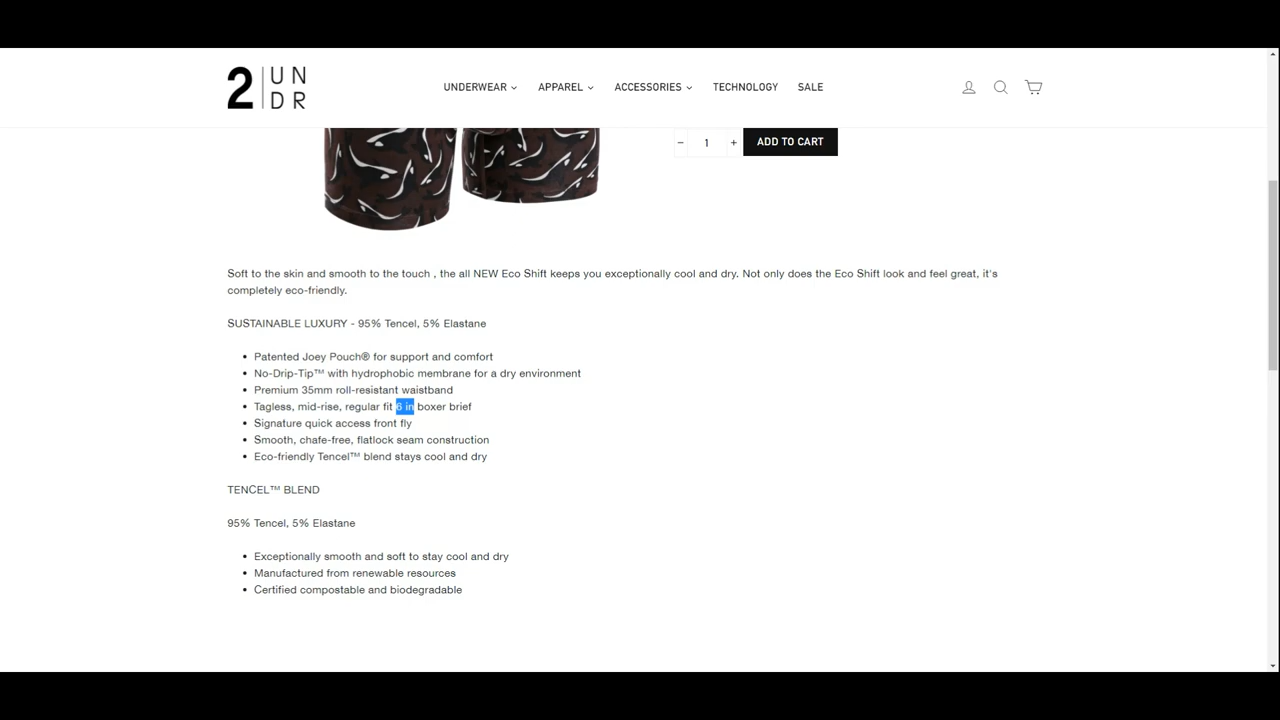 2 UN
DR
UNDERWEAR APPAREL ACCESSORIES TECHNOLOGY SALE
− 1 + ADD TO CART
Soft to the skin and smooth to the touch , the all NEW Eco Shift keeps you exceptionally cool and dry. Not only does the Eco Shift look and feel great, it's
completely eco-friendly.
SUSTAINABLE LUXURY - 95% Tencel, 5% Elastane
• Patented Joey Pouch® for support and comfort
• No-Drip-Tip™ with hydrophobic membrane for a dry environment
• Premium 35mm roll-resistant waistband
• Tagless, mid-rise, regular fit 6 in boxer brief
• Signature quick access front fly
• Smooth, chafe-free, flatlock seam construction
• Eco-friendly Tencel™ blend stays cool and dry
TENCEL™ BLEND
95% Tencel, 5% Elastane
• Exceptionally smooth and soft to stay cool and dry
• Manufactured from renewable resources
• Certified compostable and biodegradable